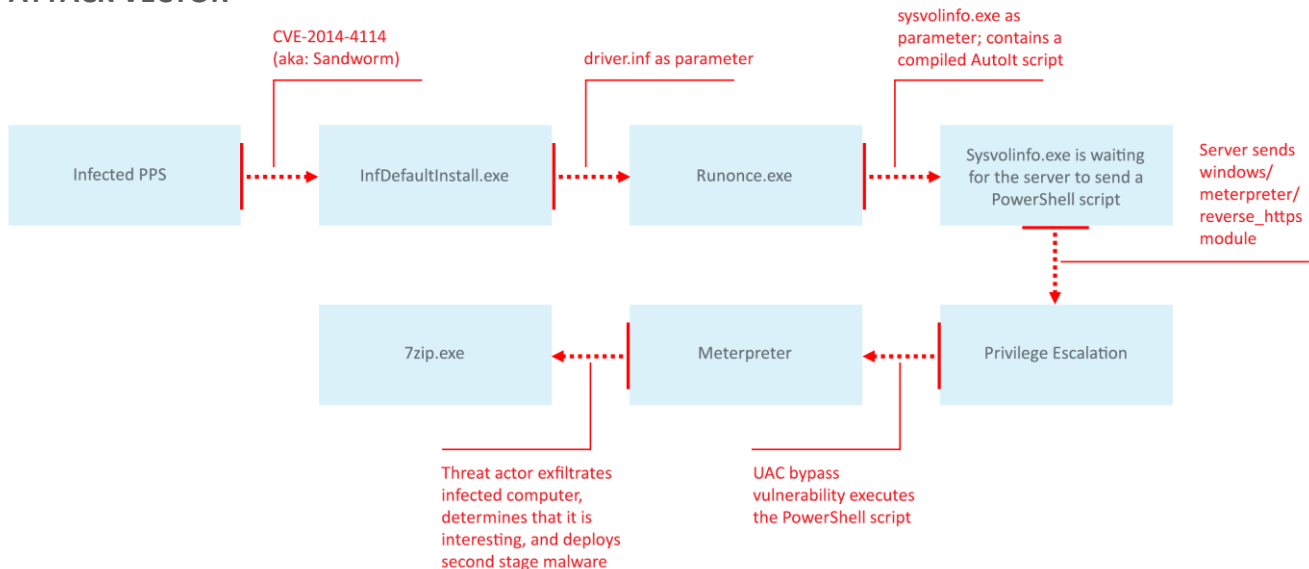 ATTACK VECTOR
CVE-2014-4114
(aka: Sandworm)
driver.inf as parameter
sysvolinfo.exe as
parameter; contains a
compiled AutoIt script
Infected PPS
InfDefaultInstall.exe
Runonce.exe
Sysvolinfo.exe is waiting
for the server to send a
PowerShell script
Server sends
windows/
meterpreter/
reverse_https
module
7zip.exe
Meterpreter
Privilege Escalation
Threat actor exfiltrates
infected computer,
determines that it is
interesting, and deploys
second stage malware
UAC bypass
vulnerability executes
the PowerShell script